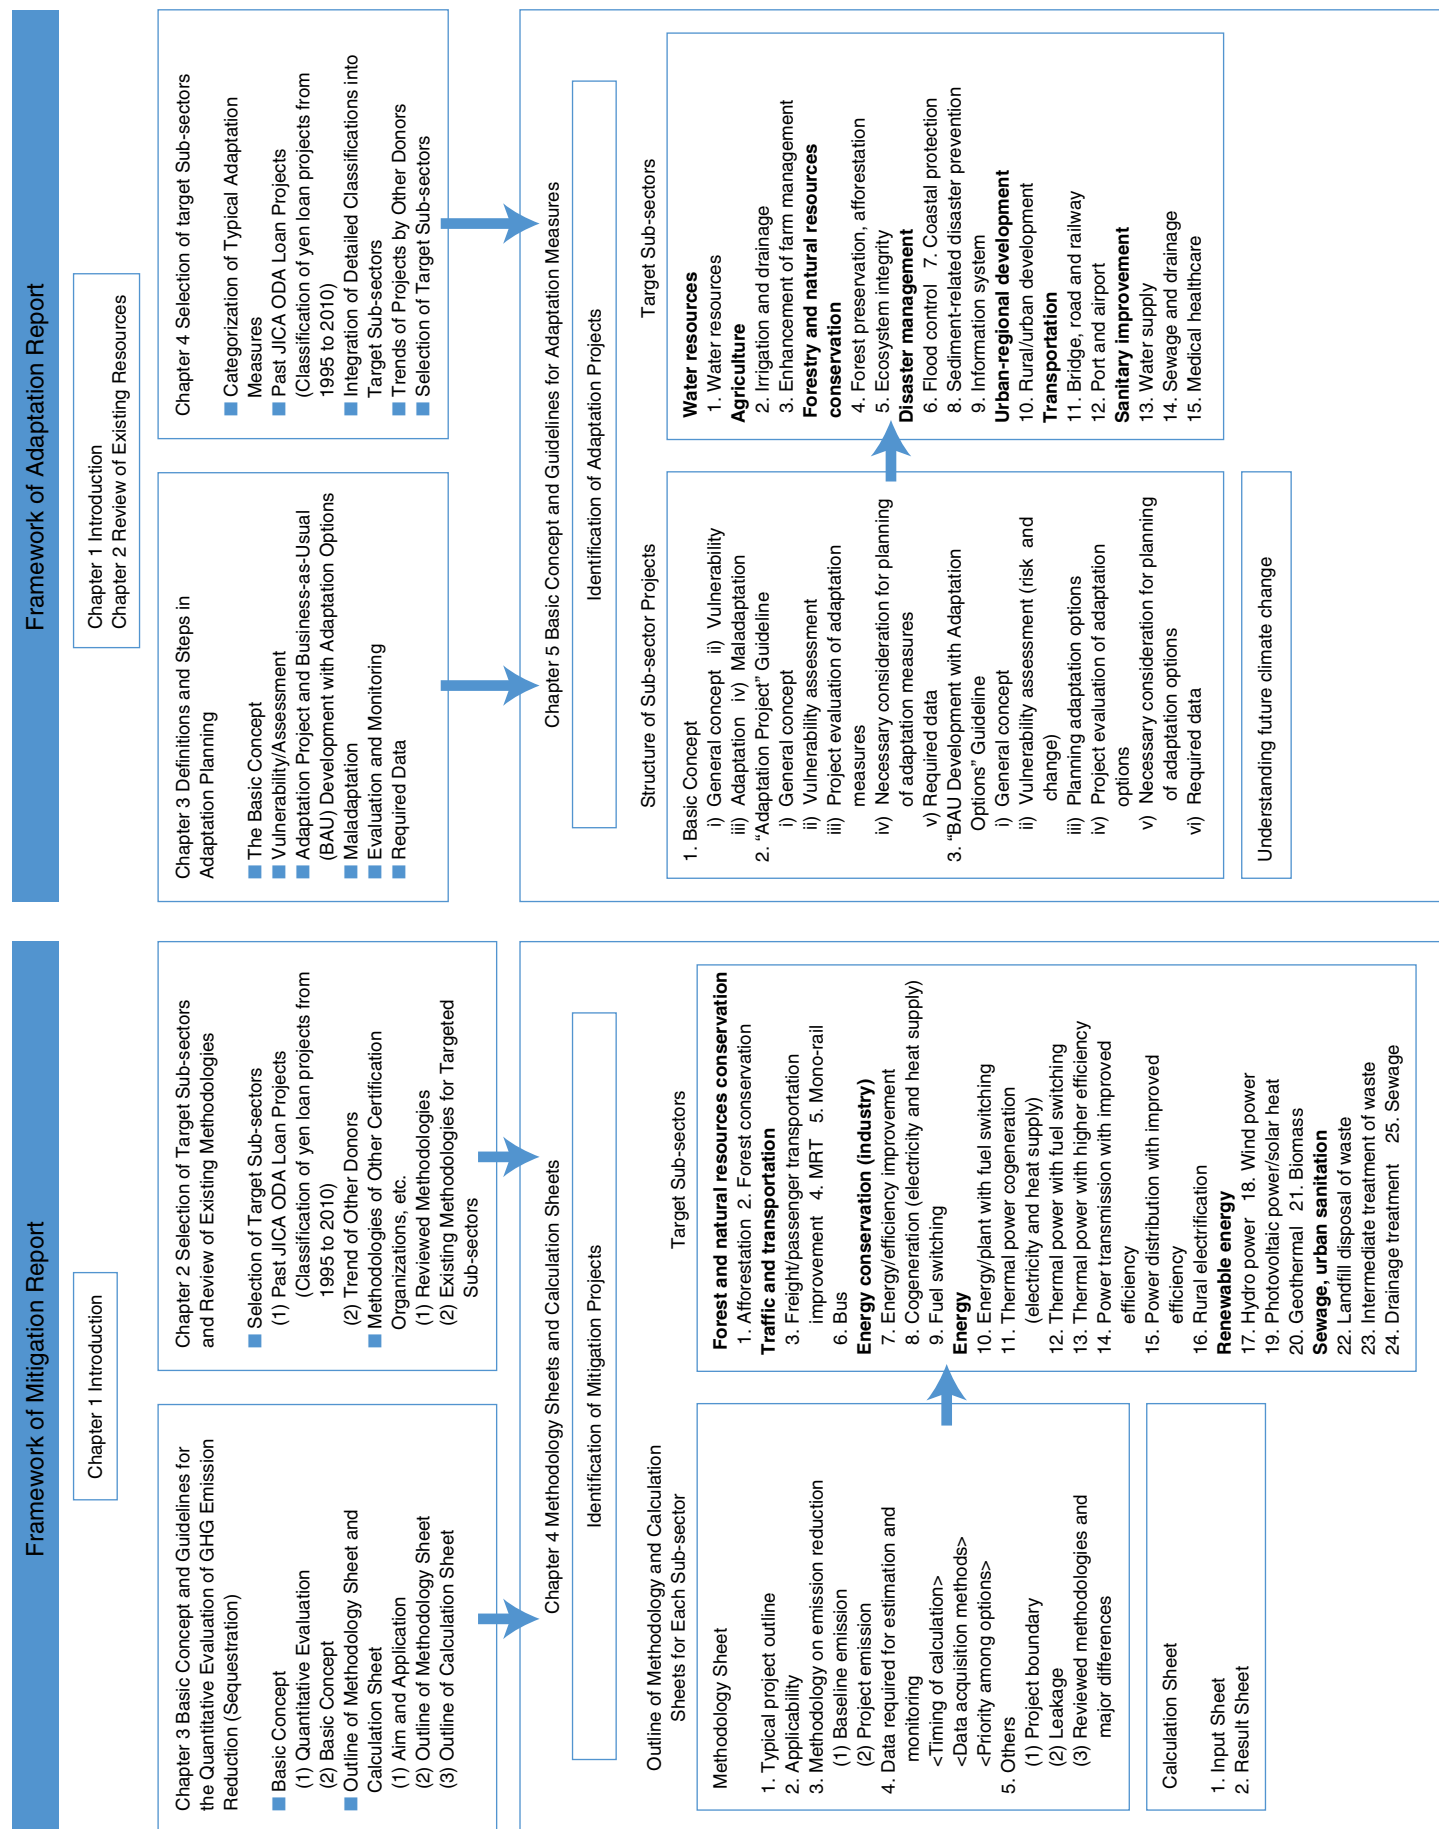 Framework of Mitigation Report
Chapter 1 Introduction
Chapter 3 Basic Concept and Guidelines for
the Quantitative Evaluation of GHG Emission
Reduction (Sequestration)
■ Basic Concept
(1) Quantitative Evaluation
(2) Basic Concept
■ Outline of Methodology Sheet and
Calculation Sheet
(1) Aim and Application
(2) Outline of Methodology Sheet
(3) Outline of Calculation Sheet
Chapter 2 Selection of Target Sub-sectors
and Review of Existing Methodologies
■ Selection of Target Sub-sectors
(1) Past JICA ODA Loan Projects
(Classification of yen loan projects from
1995 to 2010)
(2) Trend of Other Donors
■ Methodologies of Other Certification
Organizations, etc.
(1) Reviewed Methodologies
(2) Existing Methodologies for Targeted
Sub-sectors
Chapter 4 Methodology Sheets and Calculation Sheets
Identification of Mitigation Projects
Outline of Methodology and Calculation
Sheets for Each Sub-sector
Methodology Sheet
1. Typical project outline
2. Applicability
3. Methodology on emission reduction
(1) Baseline emission
(2) Project emission
4. Data required for estimation and
monitoring
<Timing of calculation>
<Data acquisition methods>
<Priority among options>
5. Others
(1) Project boundary
(2) Leakage
(3) Reviewed methodologies and
major differences
Calculation Sheet
1. Input Sheet
2. Result Sheet
Target Sub-sectors
Forest and natural resources conservation
1. Afforestation 2. Forest conservation
Traffic and transportation
3. Freight/passenger transportation
improvement 4. MRT 5. Mono-rail
6. Bus
Energy conservation (industry)
7. Energy/efficiency improvement
8. Cogeneration (electricity and heat supply)
9. Fuel switching
Energy
10. Energy/plant with fuel switching
11. Thermal power cogeneration
(electricity and heat supply)
12. Thermal power with fuel switching
13. Thermal power with higher efficiency
14. Power transmission with improved
efficiency
15. Power distribution with improved
efficiency
16. Rural electrification
Renewable energy
17. Hydro power 18. Wind power
19. Photovoltaic power/solar heat
20. Geothermal 21. Biomass
Sewage, urban sanitation
22. Landfill disposal of waste
23. Intermediate treatment of waste
24. Drainage treatment 25. Sewage
Framework of Adaptation Report
Chapter 1 Introduction
Chapter 2 Review of Existing Resources
Chapter 3 Definitions and Steps in
Adaptation Planning
■ The Basic Concept
■ Vulnerability/Assessment
■ Adaptation Project and Business-as-Usual
(BAU) Development with Adaptation Options
■ Maladaptation
■ Evaluation and Monitoring
■ Required Data
Chapter 4 Selection of target Sub-sectors
■ Categorization of Typical Adaptation
Measures
■ Past JICA ODA Loan Projects
(Classification of yen loan projects from
1995 to 2010)
■ Integration of Detailed Classifications into
Target Sub-sectors
■ Trends of Projects by Other Donors
■ Selection of Target Sub-sectors
Chapter 5 Basic Concept and Guidelines for Adaptation Measures
Identification of Adaptation Projects
Structure of Sub-sector Projects
1. Basic Concept
i) General concept ii) Vulnerability
iii) Adaptation iv) Maladaptation
2. “Adaptation Project” Guideline
i) General concept
ii) Vulnerability assessment
iii) Project evaluation of adaptation
measures
iv) Necessary consideration for planning
of adaptation measures
v) Required data
3. “BAU Development with Adaptation
Options” Guideline
i) General concept
ii) Vulnerability assessment (risk and
change)
iii) Planning adaptation options
iv) Project evaluation of adaption
options
v) Necessary consideration for planning
of adaptation options
vi) Required data
Understanding future climate change
Target Sub-sectors
Water resources
1. Water resources
Agriculture
2. Irrigation and drainage
3. Enhancement of farm management
Forestry and natural resources
conservation
4. Forest preservation, afforestation
5. Ecosystem integrity
Disaster management
6. Flood control 7. Coastal protection
8. Sediment-related disaster prevention
9. Information system
Urban-regional development
10. Rural/urban development
Transportation
11. Bridge, road and railway
12. Port and airport
Sanitary improvement
13. Water supply
14. Sewage and drainage
15. Medical healthcare